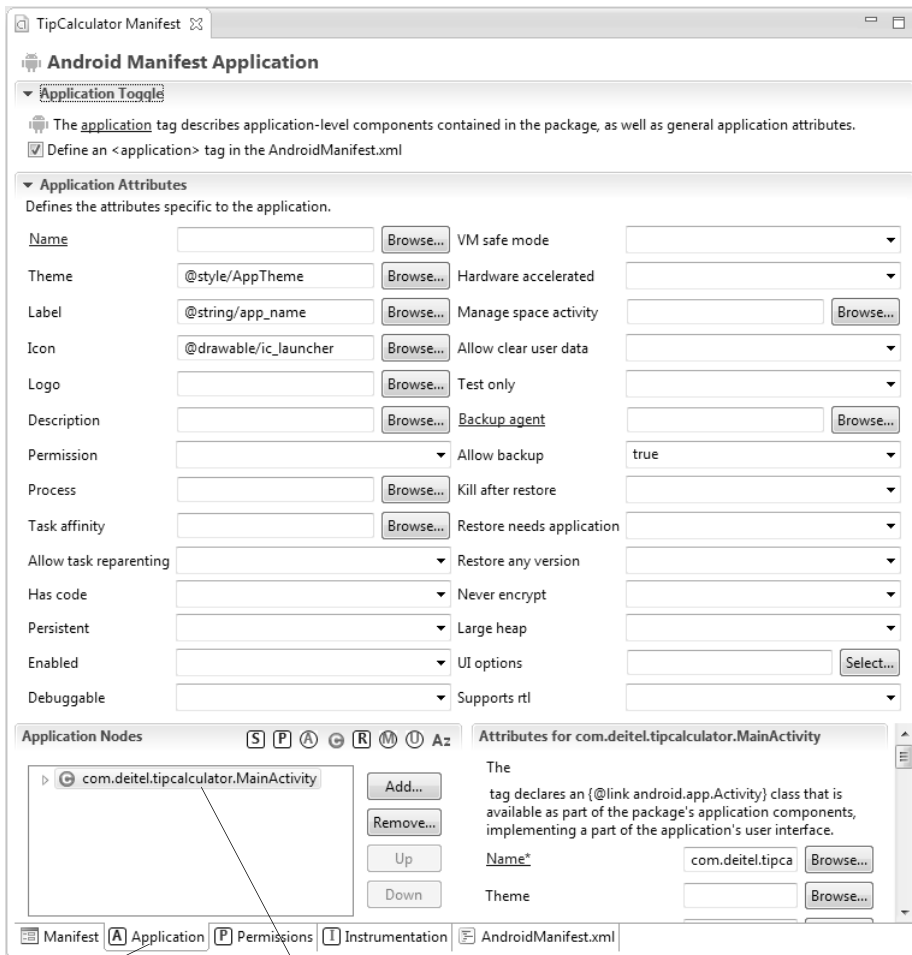 TipCalculator Manifest
Android Manifest Application
Application Toggle
The application tag describes application-level components contained in the package, as well as general application attributes.
Define an <application> tag in the AndroidManifest.xml
Application Attributes
Defines the attributes specific to the application.
Name Browse... VM safe mode
Theme @style/AppTheme Browse... Hardware accelerated
Label @string/app_name Browse... Manage space activity Browse...
Icon @drawable/ic_launcher Browse... Allow clear user data
Logo Browse... Test only
Description Browse... Backup agent Browse...
Permission Allow backup true
Process Browse... Kill after restore
Task affinity Browse... Restore needs application
Allow task reparenting Restore any version
Has code Never encrypt
Persistent Large heap
Enabled UI options Select...
Debuggable Supports rtl
Application Nodes S P A C R M U Az
C com.deitel.tipcalculator.MainActivity
Add...
Remove...
Up
Down
Attributes for com.deitel.tipcalculator.MainActivity
The
tag declares an {@link android.app.Activity} class that is
available as part of the package's application components,
implementing a part of the application's user interface.
Name* com.deitel.tipca Browse...
Theme Browse...
Manifest A Application P Permissions I Instrumentation AndroidManifest.xml